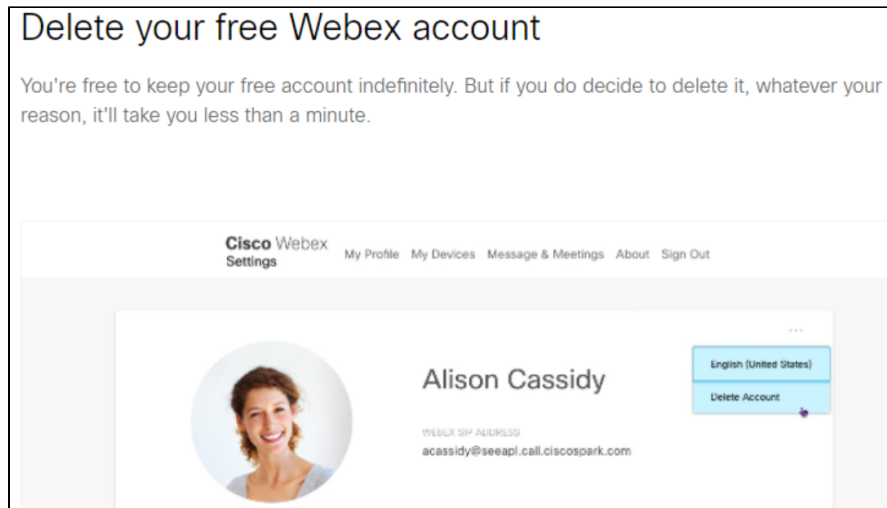 Delete your free Webex account
You're free to keep your free account indefinitely. But if you do decide to delete it, whatever your
reason, it'll take you less than a minute.
Cisco Webex
Settings
My Profile My Devices Message & Meetings About Sign Out
English (United States)
Delete Account
Alison Cassidy
WEBEX SIP ADDRESS
acassidy@seeapl.call.ciscospark.com